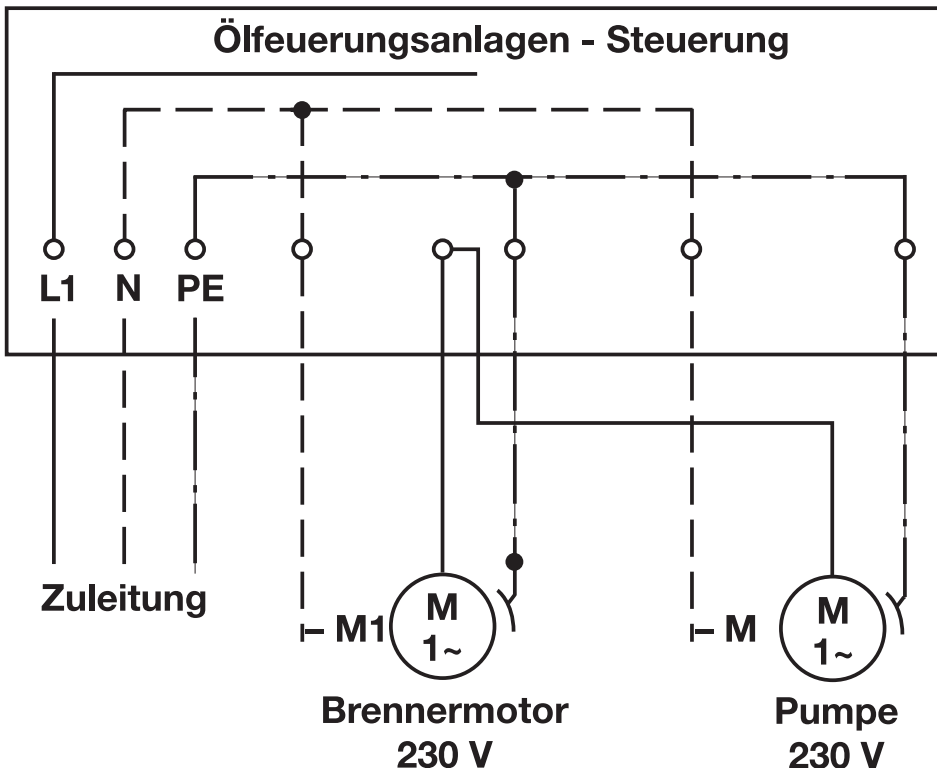 Ölfeuerungsanlagen - Steuerung
L1 N PE
Zuleitung
M1
M
1~
M
M
1~
Brennermotor
230 V
Pumpe
230 V